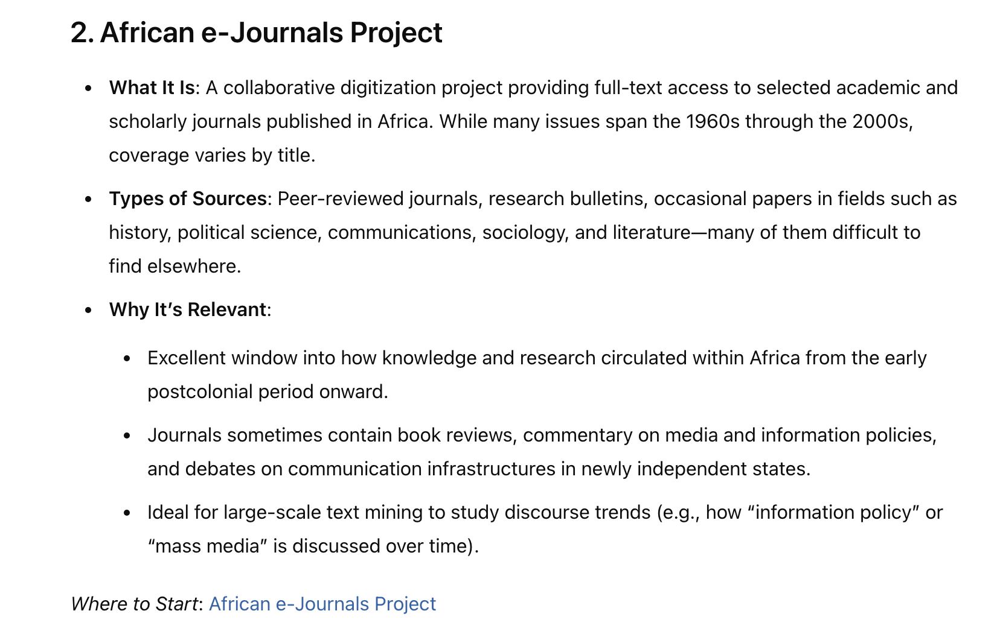 2. African e-Journals Project
• What It Is: A collaborative digitization project providing full-text access to selected academic and
scholarly journals published in Africa. While many issues span the 1960s through the 2000s,
coverage varies by title.
• Types of Sources: Peer-reviewed journals, research bulletins, occasional papers in fields such as
history, political science, communications, sociology, and literature—many of them difficult to
find elsewhere.
• Why It’s Relevant:
• Excellent window into how knowledge and research circulated within Africa from the early
postcolonial period onward.
• Journals sometimes contain book reviews, commentary on media and information policies,
and debates on communication infrastructures in newly independent states.
• Ideal for large-scale text mining to study discourse trends (e.g., how “information policy” or
“mass media” is discussed over time).
Where to Start: African e-Journals Project